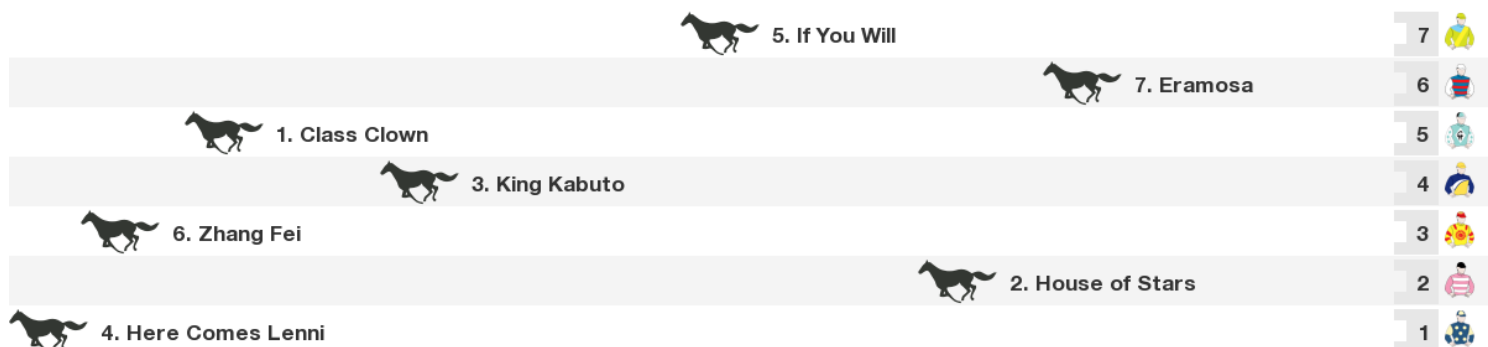 5. If You Will 7
7. Eramosa 6
1. Class Clown 5
3. King Kabuto 4
6. Zhang Fei 3
2. House of Stars 2
4. Here Comes Lenni 1